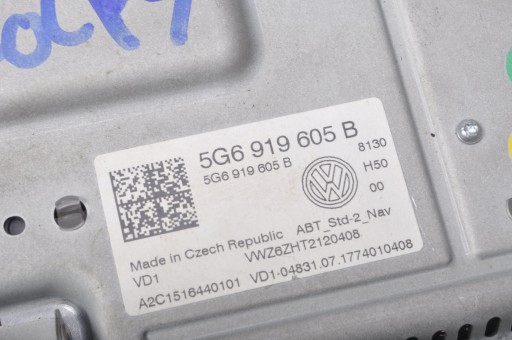 5G6 919 605 B
5G6 919 605 B
8130
H50
00
Made in Czech Republic ABT_Std-2_Nav
VD1 VWZ6ZHT2120408
A2C1516440101 VD1-04831.07.1774010408